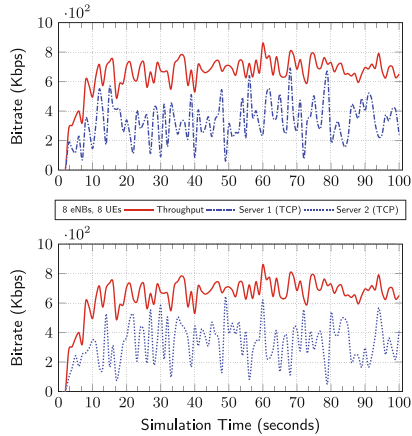 ·10²
8
6
4
2
0
Bitrate (Kbps)
0 10 20 30 40 50 60 70 80 90 100
8 eNBs, 8 UEs Throughput Server 1 (TCP) Server 2 (TCP)
·10²
8
6
4
2
0
Bitrate (Kbps)
0 10 20 30 40 50 60 70 80 90 100
Simulation Time (seconds)